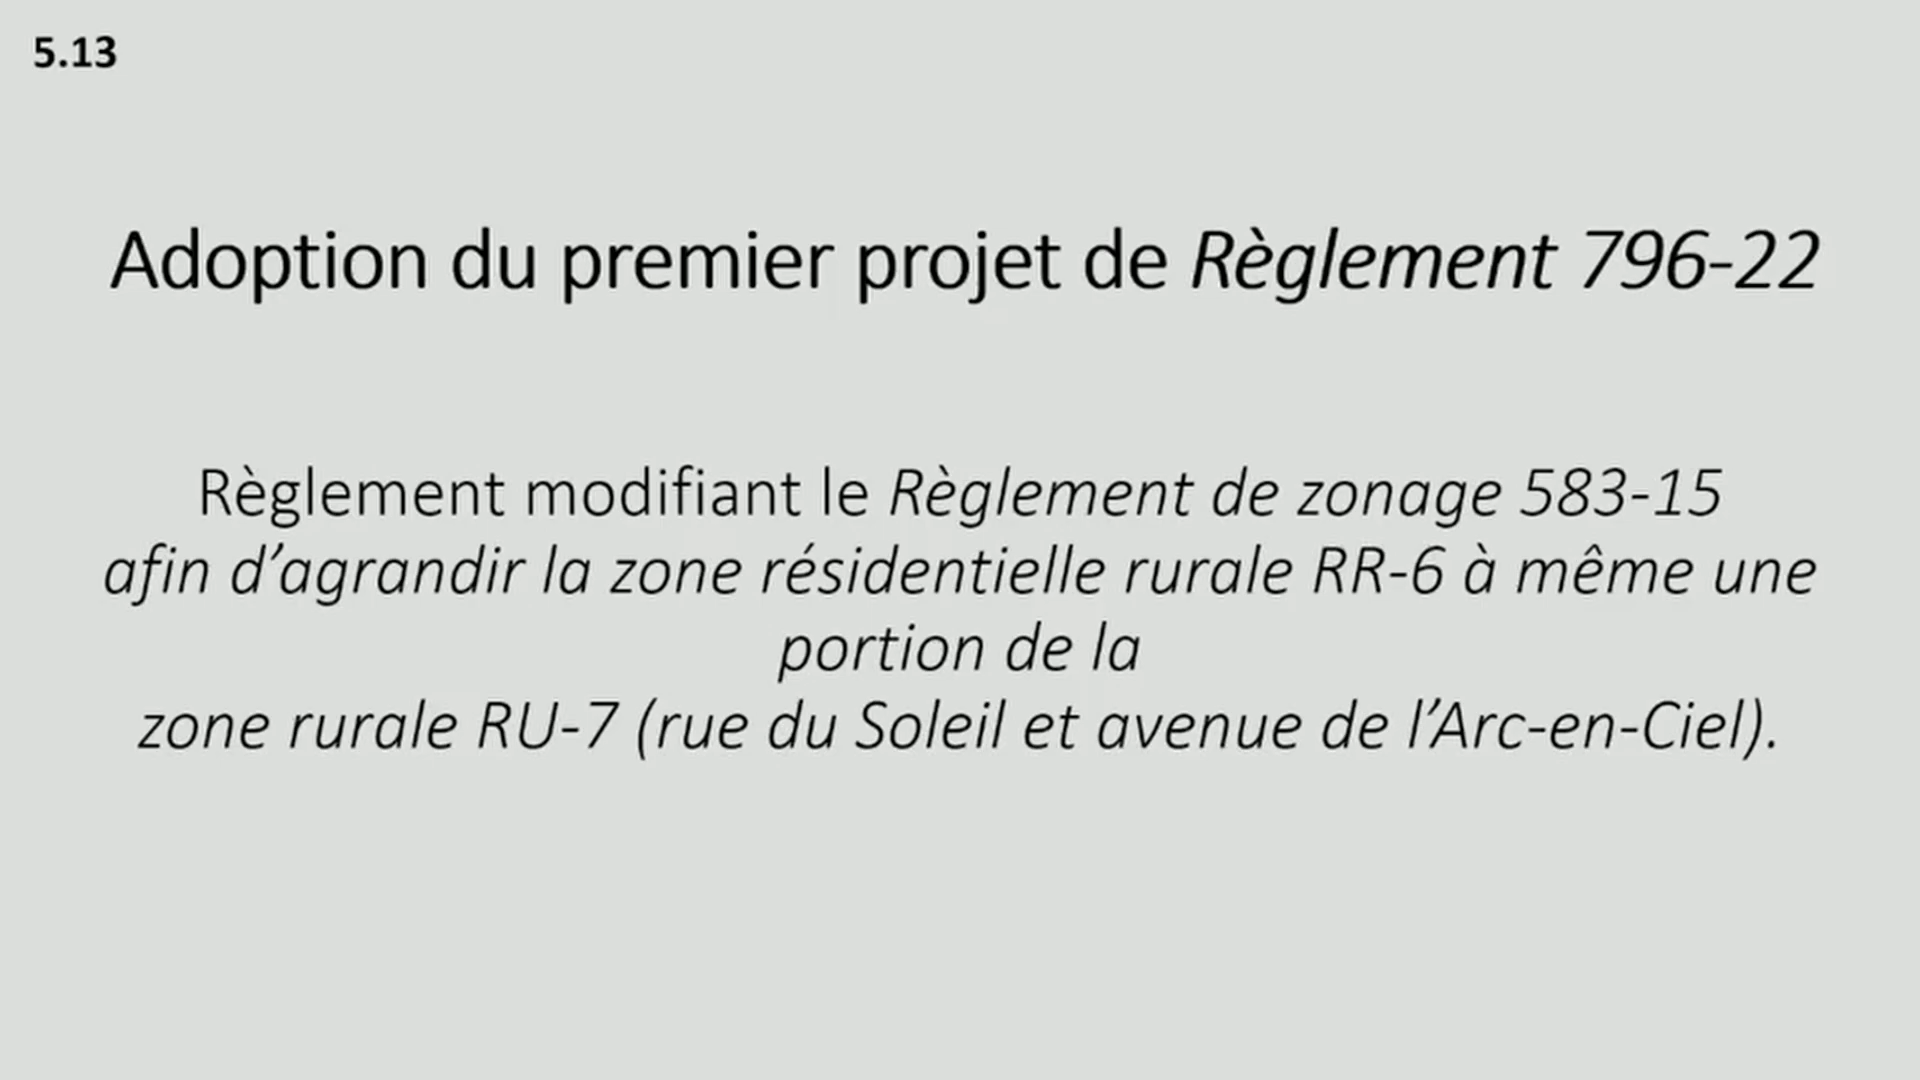 5.13
Adoption du premier projet de Règlement 796-22
Règlement modifiant le Règlement de zonage 583-15
afin d’agrandir la zone résidentielle rurale RR-6 à même une
portion de la
zone rurale RU-7 (rue du Soleil et avenue de l’Arc-en-Ciel).